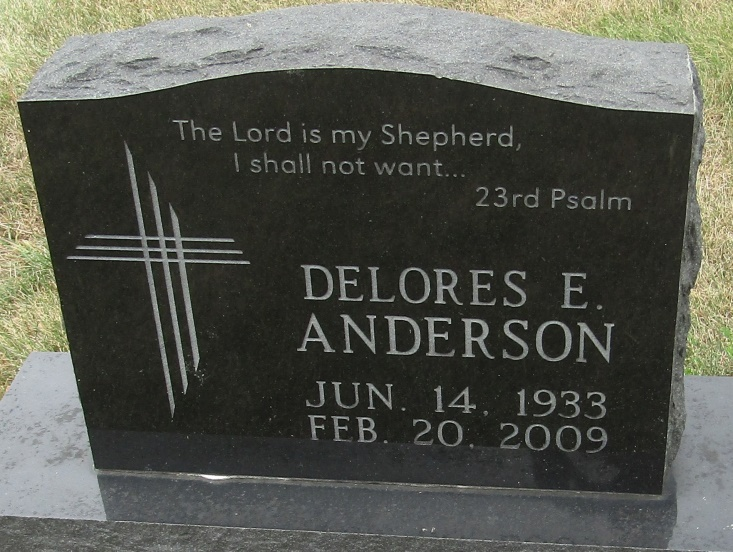 The Lord is my Shepherd,
I shall not want...
23rd Psalm
DELORES E.
ANDERSON
JUN. 14. 1933
FEB. 20. 2009